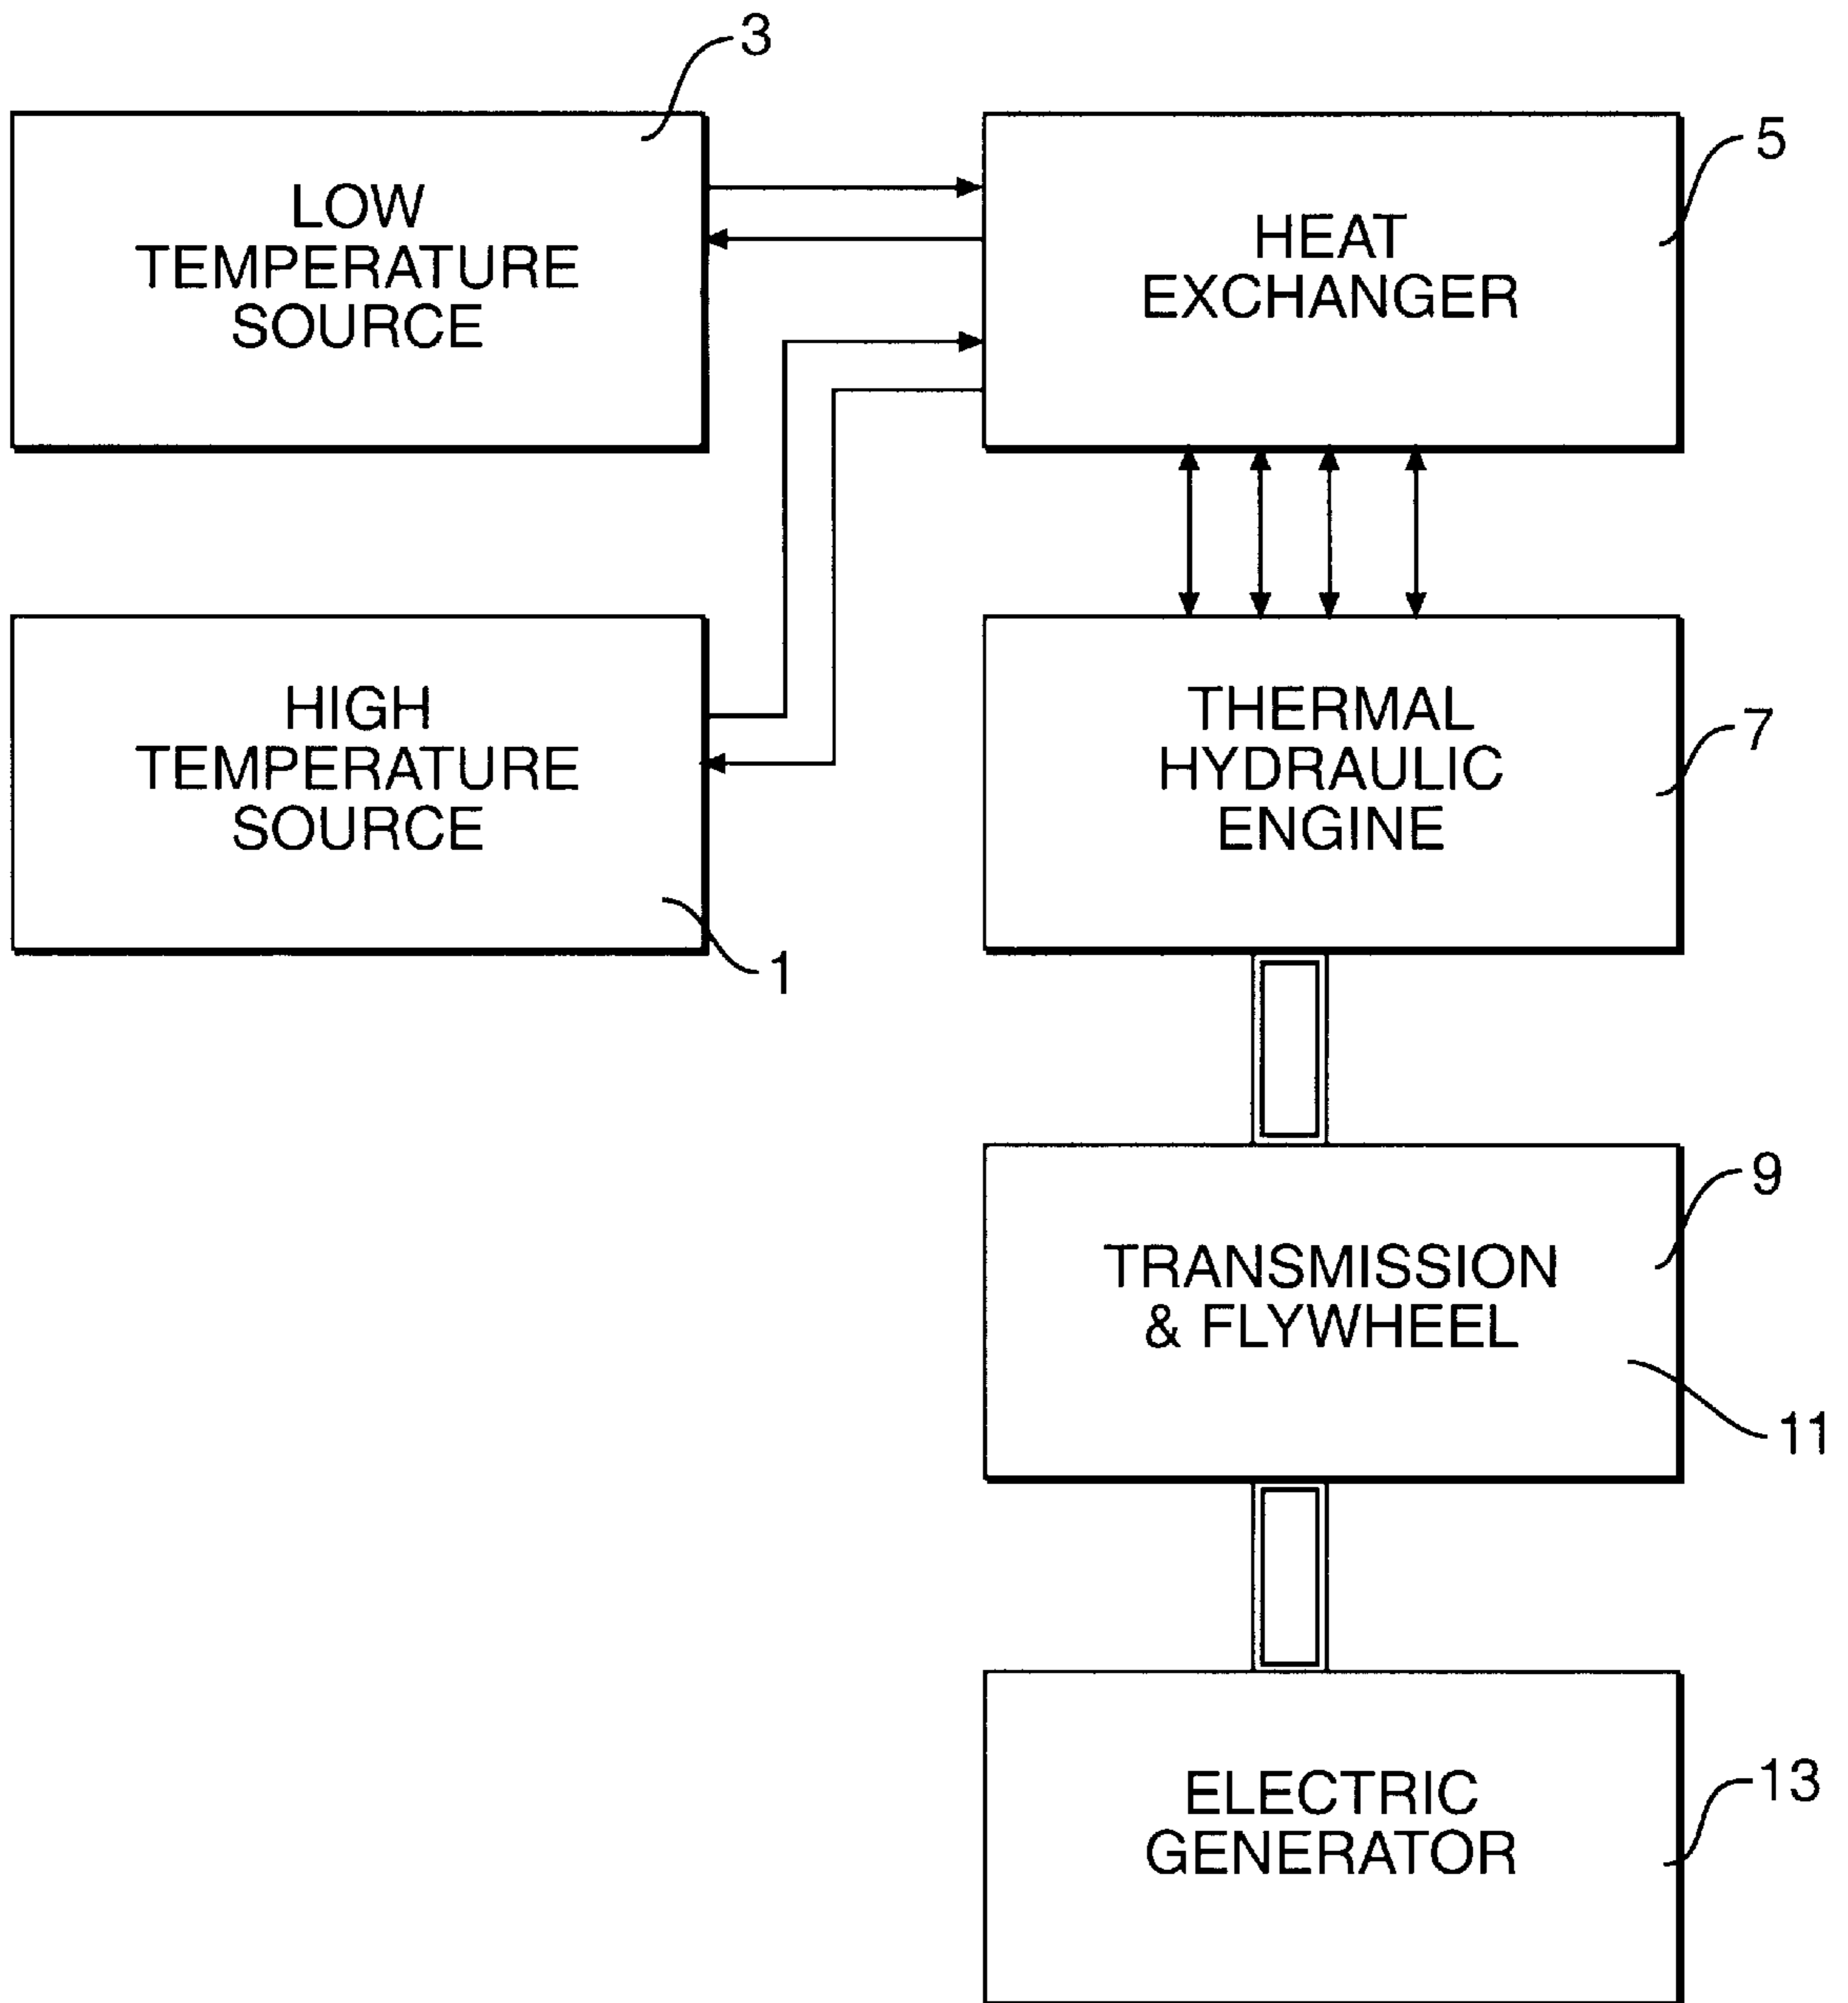 3
LOW
TEMPERATURE
SOURCE
HEAT
EXCHANGER
5
HIGH
TEMPERATURE
SOURCE
1
THERMAL
HYDRAULIC
ENGINE
7
TRANSMISSION
& FLYWHEEL
9
11
ELECTRIC
GENERATOR
13